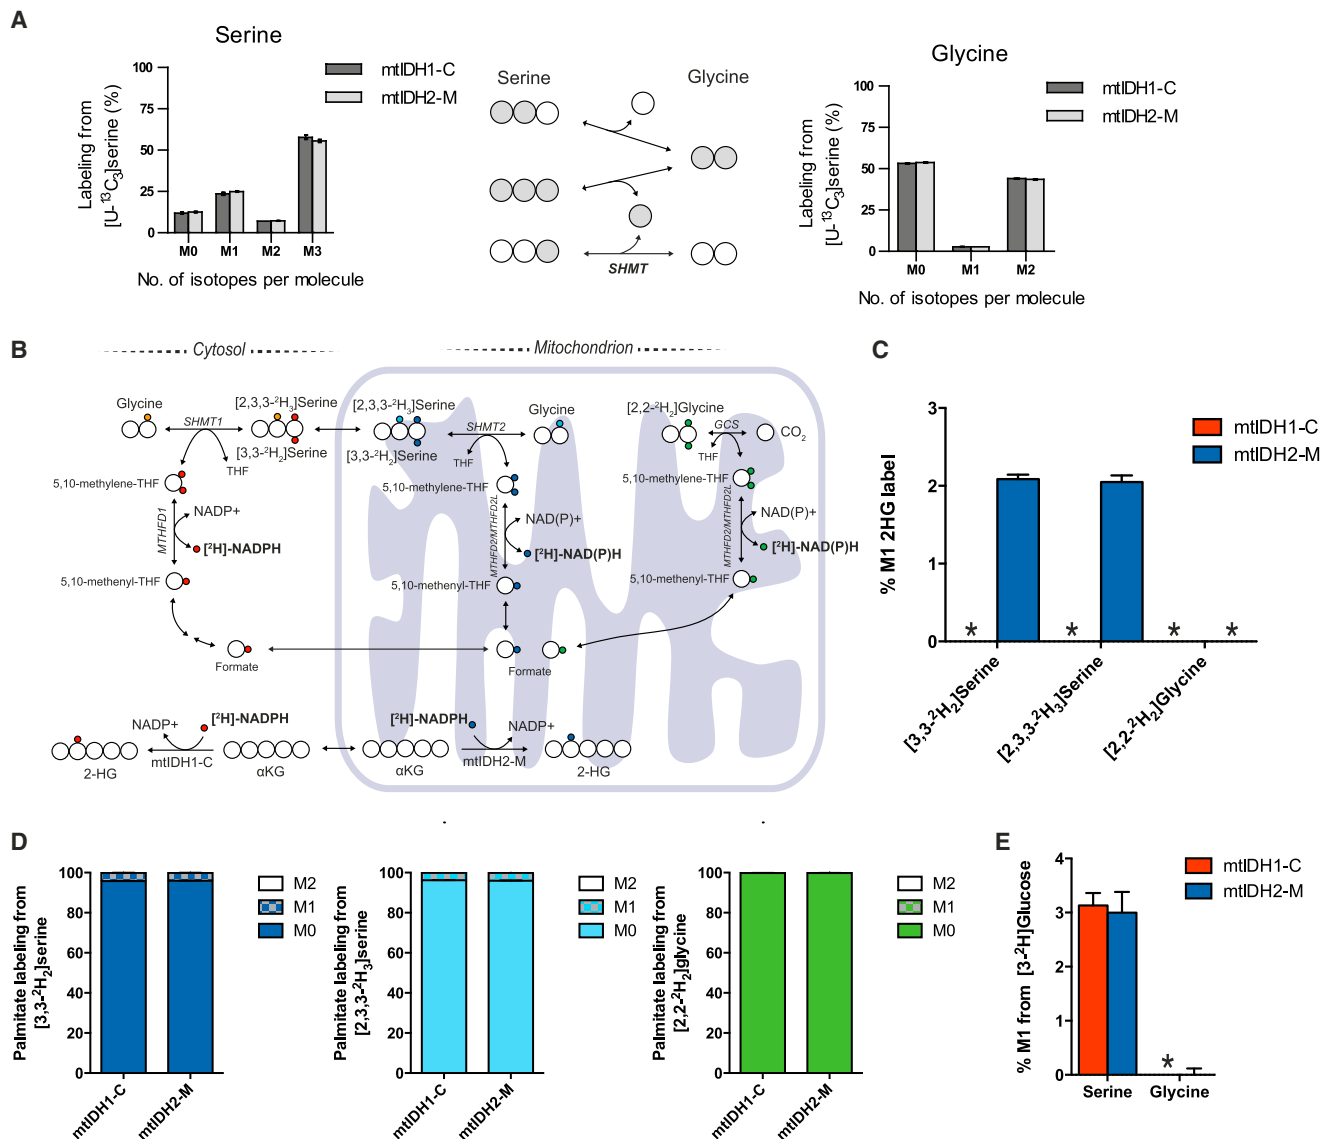 A
Serine
100
75
50
25
0
Labeling from
[U-¹³C₃]serine (%)
M0 M1 M2 M3
No. of isotopes per molecule
mtIDH1-C
mtIDH2-M
Serine
Glycine
SHMT
Glycine
100
75
50
25
0
Labeling from
[U-¹³C₃]serine (%)
M0 M1 M2
No. of isotopes per molecule
mtIDH1-C
mtIDH2-M
B
Cytosol
Mitochondrion
Glycine
SHMT1
[2,3,3-²H₃]Serine
[3,3-²H₂]Serine
THF
5,10-methylene-THF
MTHFD1
NADP+
[²H]-NADPH
5,10-methenyl-THF
Formate
[2,3,3-²H₃]Serine
[3,3-²H₂]Serine
SHMT2
Glycine
THF
5,10-methylene-THF
MTHFD2/MTHFD2L
NAD(P)+
[²H]-NAD(P)H
5,10-methenyl-THF
Formate
[2,2-²H₂]Glycine
GCS
CO₂
THF
5,10-methylene-THF
MTHFD2/MTHFD2L
NAD(P)+
[²H]-NAD(P)H
5,10-methenyl-THF
NADP+
[²H]-NADPH
2-HG
mtIDH1-C
αKG
[²H]-NADPH
NADP+
αKG
mtIDH2-M
2-HG
C
3
2
1
0
% M1 2HG label
* * * *
[3,3-²H₂]Serine
[2,3,3-²H₃]Serine
[2,2-²H₂]Glycine
mtIDH1-C
mtIDH2-M
D
100
80
60
40
20
0
Palmitate labeling from
[3,3-²H₂]serine
mtIDH1-C
mtIDH2-M
M2
M1
M0
100
80
60
40
20
0
Palmitate labeling from
[2,3,3-²H₃]serine
mtIDH1-C
mtIDH2-M
M2
M1
M0
100
80
60
40
20
0
Palmitate labeling from
[2,2-²H₂]glycine
mtIDH1-C
mtIDH2-M
M2
M1
M0
E
4
3
2
1
0
% M1 from [3-²H]Glucose
*
Serine Glycine
mtIDH1-C
mtIDH2-M